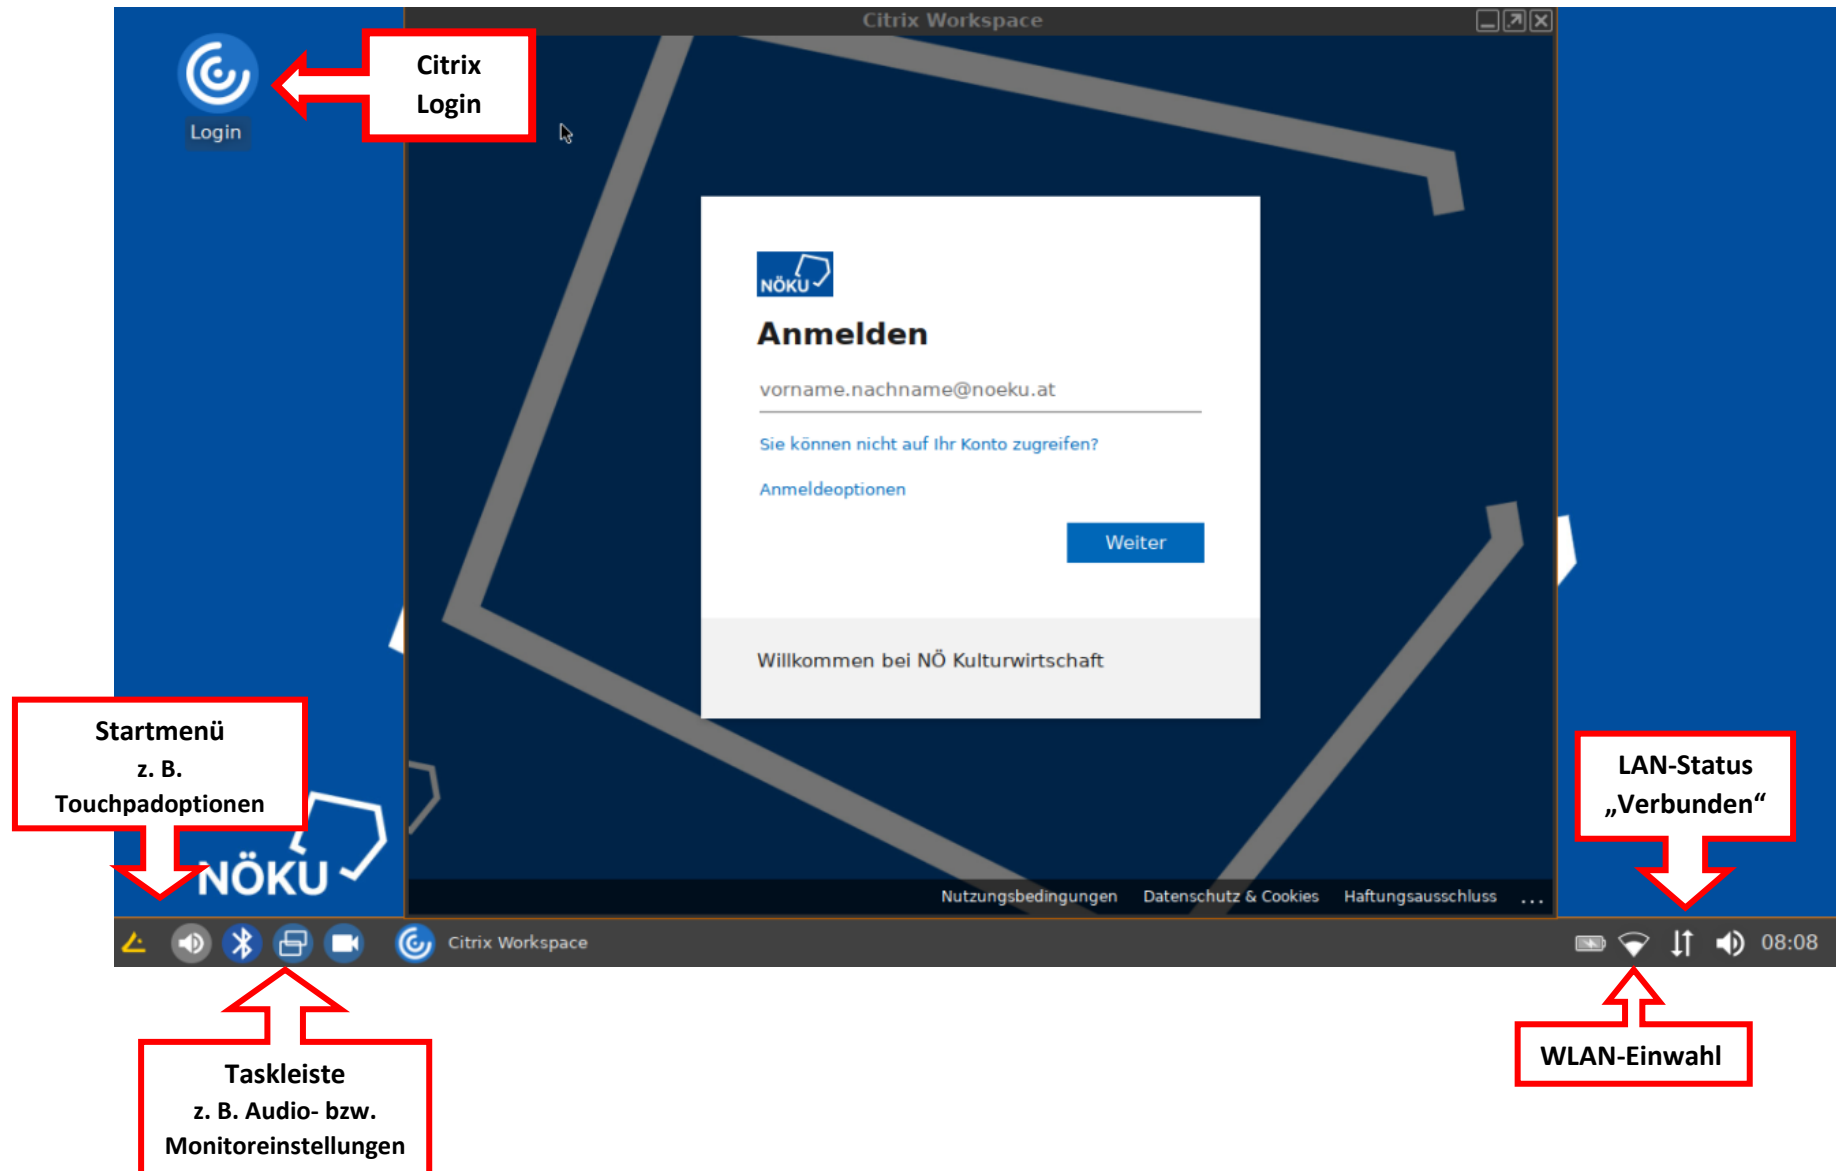 Citrix Workspace
Citrix
Login
Login
NÖKU
Anmelden
vorname.nachname@noeku.at
Sie können nicht auf Ihr Konto zugreifen?
Anmeldeoptionen
Weiter
Willkommen bei NÖ Kulturwirtschaft
Startmenü
z. B.
Touchpadoptionen
LAN-Status
„Verbunden“
NÖKU
Nutzungsbedingungen Datenschutz & Cookies Haftungsausschluss ...
Citrix Workspace
08:08
WLAN-Einwahl
Taskleiste
z. B. Audio- bzw.
Monitoreinstellungen